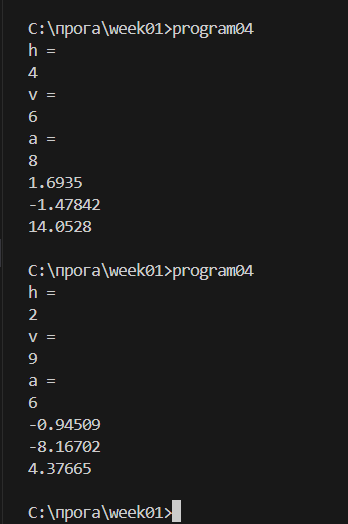 C:\прога\week01>program04
h =
4
v =
6
a =
8
1.6935
-1.47842
14.0528
C:\прога\week01>program04
h =
2
v =
9
a =
6
-0.94509
-8.16702
4.37665
C:\прога\week01>